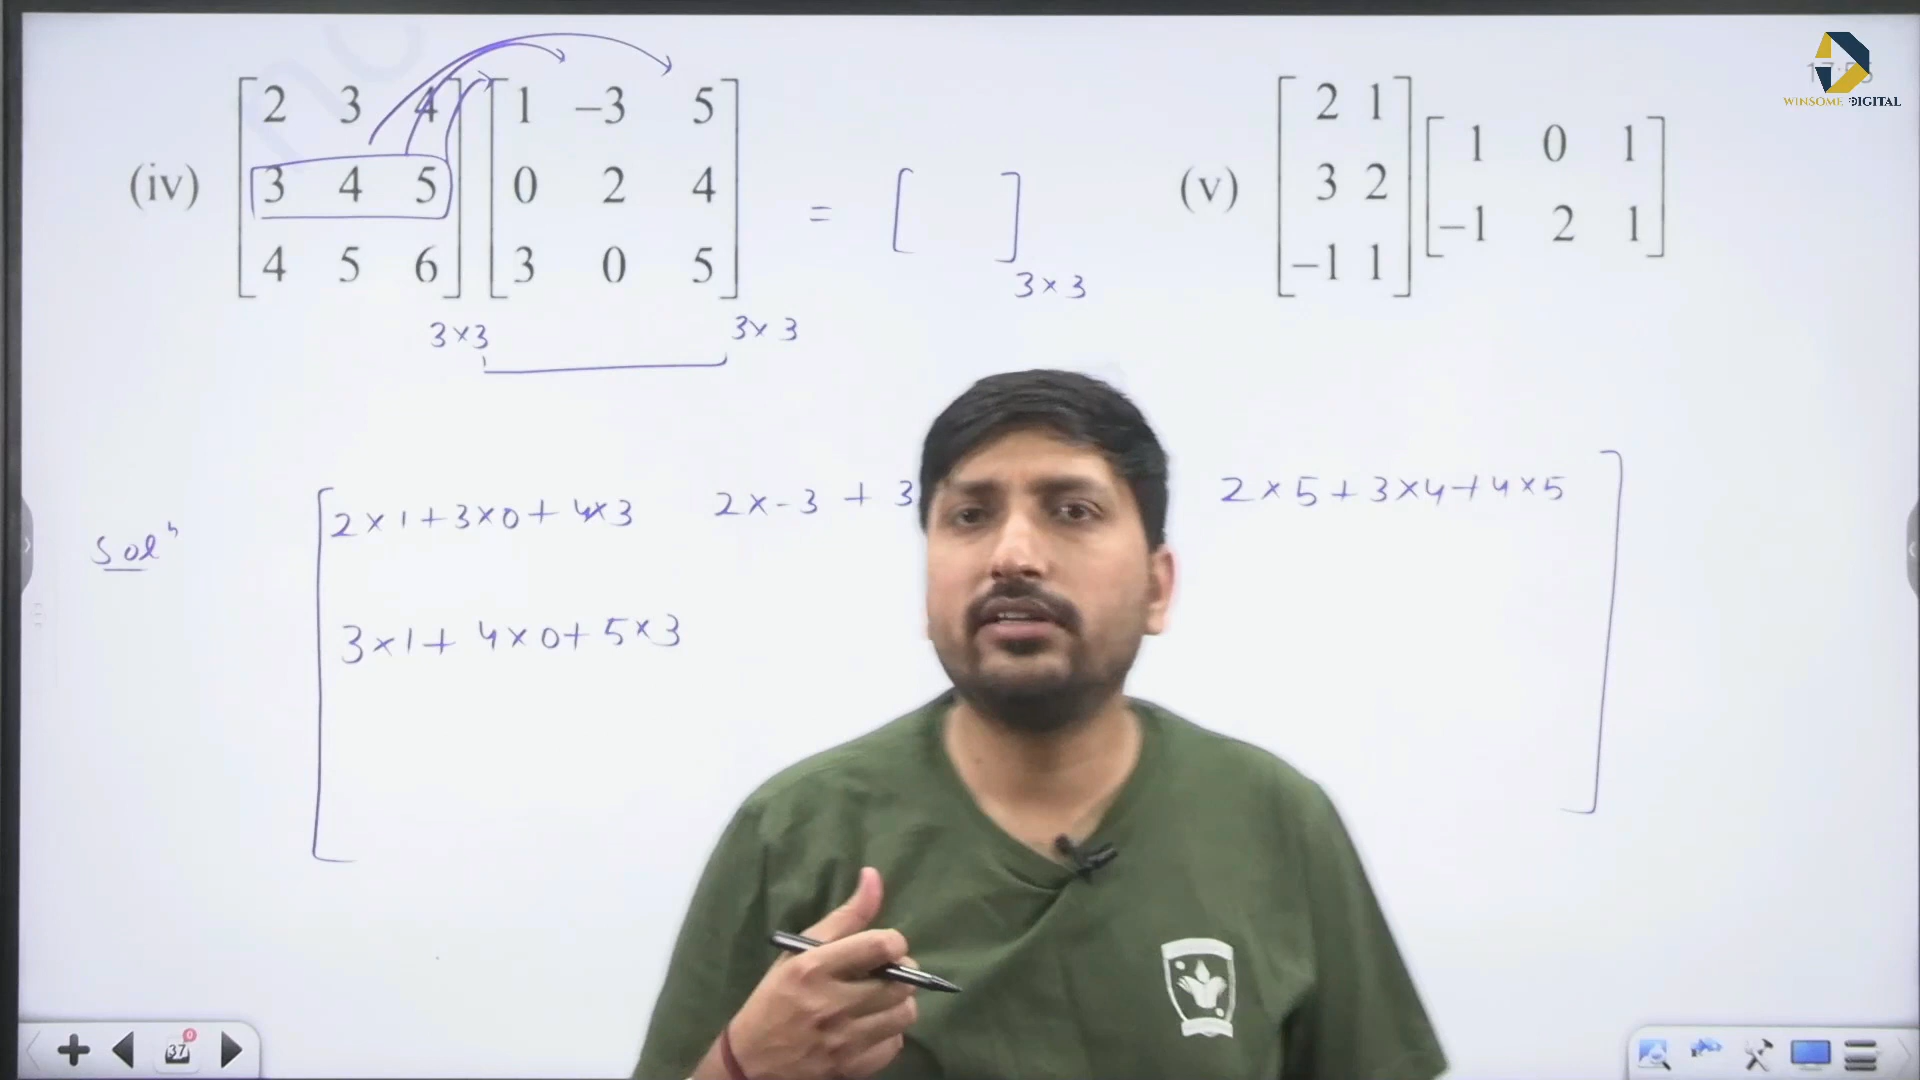 (iv) [2 3 4
3 4 5
4 5 6] 3×3
[1 −3 5
0 2 4
3 0 5] 3×3
= [ ] 3×3
(v) [2 1
3 2
−1 1]
[1 0 1
−1 2 1]
WINSOME DIGITAL
Solⁿ
2×1+3×0+4×3 2×-3 + 3 2×5+3×4+4×5
3×1+ 4×0+ 5×3
37
0